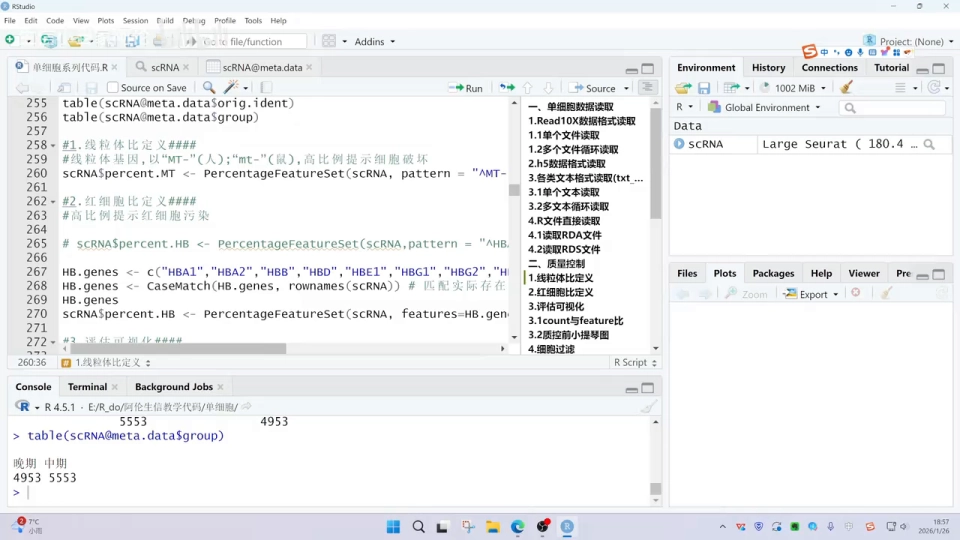 RStudio
File Edit Code View Plots Session Build Debug Profile Tools Help
Go to file/function
Addins
Project: (None)
单细胞系列代码.R
scRNA
scRNA@meta.data
Source on Save
Run
Source
255 table(scRNA@meta.data$orig.ident)
256 table(scRNA@meta.data$group)
257
258 #1.线粒体比定义####
259 #线粒体基因,以“MT-”(人);“mt-”(鼠),高比例提示细胞破坏
260 scRNA$percent.MT <- PercentageFeatureSet(scRNA, pattern = "^MT-
261
262 #2.红细胞比定义####
263 #高比例提示红细胞污染
264
265 # scRNA$percent.HB <- PercentageFeatureSet(scRNA,pattern = "^HBA
266
267 HB.genes <- c("HBA1","HBA2","HBB","HBD","HBE1","HBG1","HBG2","H
268 HB.genes <- CaseMatch(HB.genes, rownames(scRNA)) # 匹配实际存在
269 HB.genes
270 scRNA$percent.HB <- PercentageFeatureSet(scRNA, features=HB.gen
271
272 #3.评估可视化####
273
一、单细胞数据读取
1.Read10X数据格式读取
1.1单个文件读取
1.2多个文件循环读取
2.h5数据格式读取
3.各类文本格式读取(txt_...
3.1单个文本读取
3.2多文本循环读取
4.R文件直接读取
4.1读取RDA文件
4.2读取RDS文件
二、质量控制
1.线粒体比定义
2.红细胞比定义
3.评估可视化
3.1count与feature比
3.2质控前小提琴图
4.细胞过滤
260:36
1.线粒体比定义
R Script
Console
Terminal
Background Jobs
R 4.5.1 · E:/R_do/阿伦生信教学代码/单细胞/
5553 4953
> table(scRNA@meta.data$group)
晚期 中期
4953 5553
>
Environment History Connections Tutorial
1002 MiB
R
Global Environment
Data
scRNA
Large Seurat ( 180.4 ...
Files Plots Packages Help Viewer Pre
Zoom
Export
2
7°C
小雨
中
18:57
2026/1/26